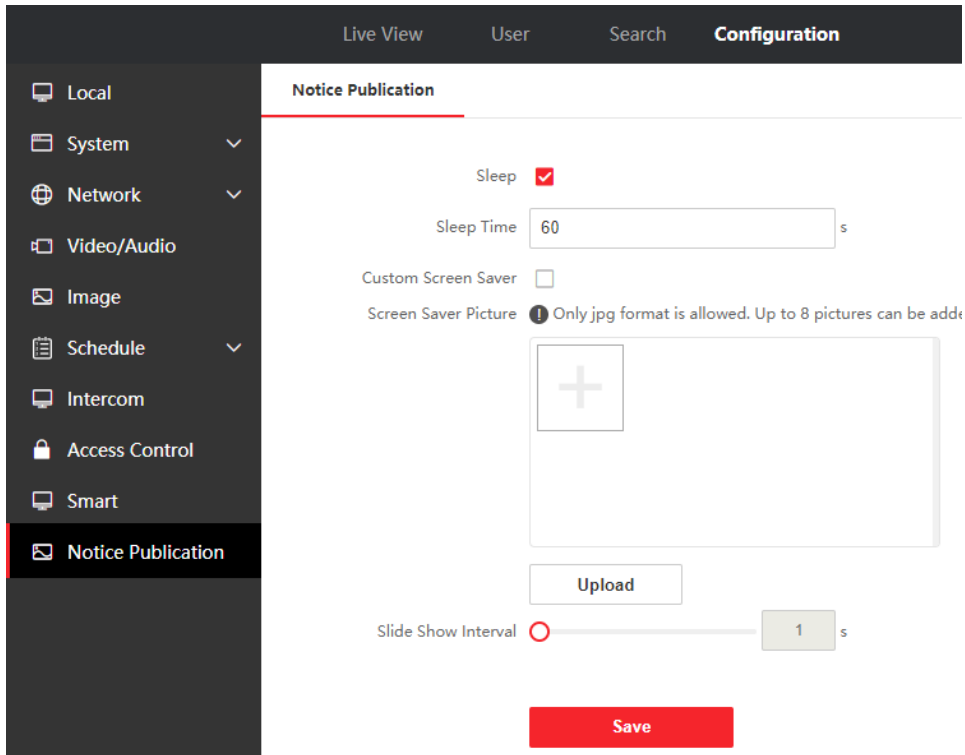 Live View User Search Configuration
Local
System
Network
Video/Audio
Image
Schedule
Intercom
Access Control
Smart
Notice Publication
Notice Publication
Sleep
Sleep Time 60 s
Custom Screen Saver
Screen Saver Picture ! Only jpg format is allowed. Up to 8 pictures can be adde
Upload
Slide Show Interval 1 s
Save